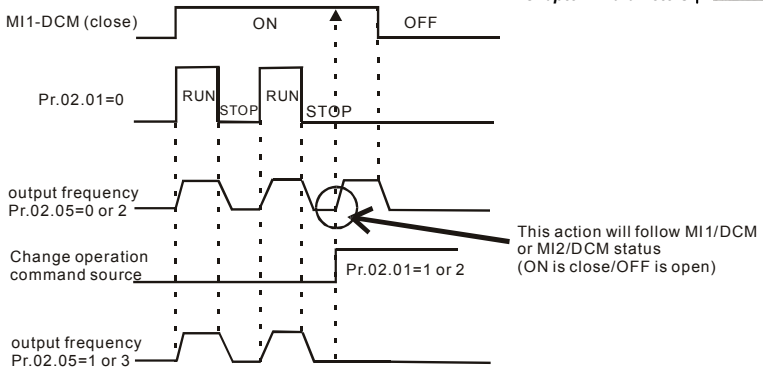 MI1-DCM (close)
ON
OFF
Pr.02.01=0
RUN
STOP
RUN
STOP
output frequency
Pr.02.05=0 or 2
This action will follow MI1/DCM
or MI2/DCM status
(ON is close/OFF is open)
Change operation
command source
Pr.02.01=1 or 2
output frequency
Pr.02.05=1 or 3